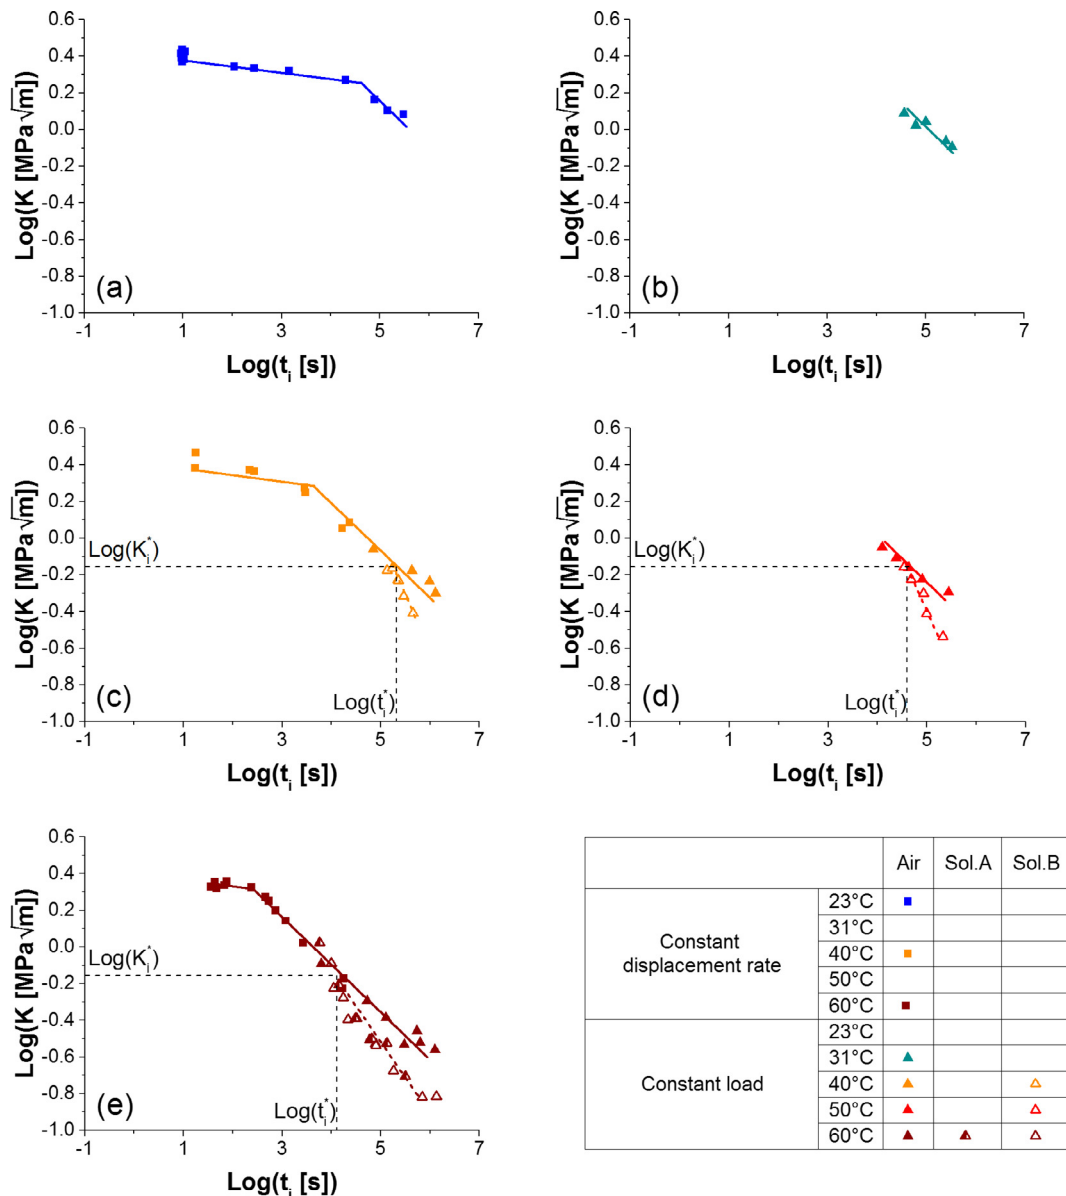 0.6
0.4
0.2
0.0
-0.2
-0.4
-0.6
-0.8
-1.0
Log(K [MPa√m])
(a)
-1 1 3 5 7
Log(tᵢ [s])
0.6
0.4
0.2
0.0
-0.2
-0.4
-0.6
-0.8
-1.0
Log(K [MPa√m])
(b)
-1 1 3 5 7
Log(tᵢ [s])
0.6
0.4
0.2
0.0
-0.2
-0.4
-0.6
-0.8
-1.0
Log(K [MPa√m])
Log(Kᵢ*)
Log(tᵢ*)
(c)
-1 1 3 5 7
Log(tᵢ [s])
0.6
0.4
0.2
0.0
-0.2
-0.4
-0.6
-0.8
-1.0
Log(K [MPa√m])
Log(Kᵢ*)
Log(tᵢ*)
(d)
-1 1 3 5 7
Log(tᵢ [s])
0.6
0.4
0.2
0.0
-0.2
-0.4
-0.6
-0.8
-1.0
Log(K [MPa√m])
Log(Kᵢ*)
Log(tᵢ*)
(e)
-1 1 3 5 7
Log(tᵢ [s])
Air Sol.A Sol.B
Constant
displacement rate
23°C
31°C
40°C
50°C
60°C
Constant load
23°C
31°C
40°C
50°C
60°C